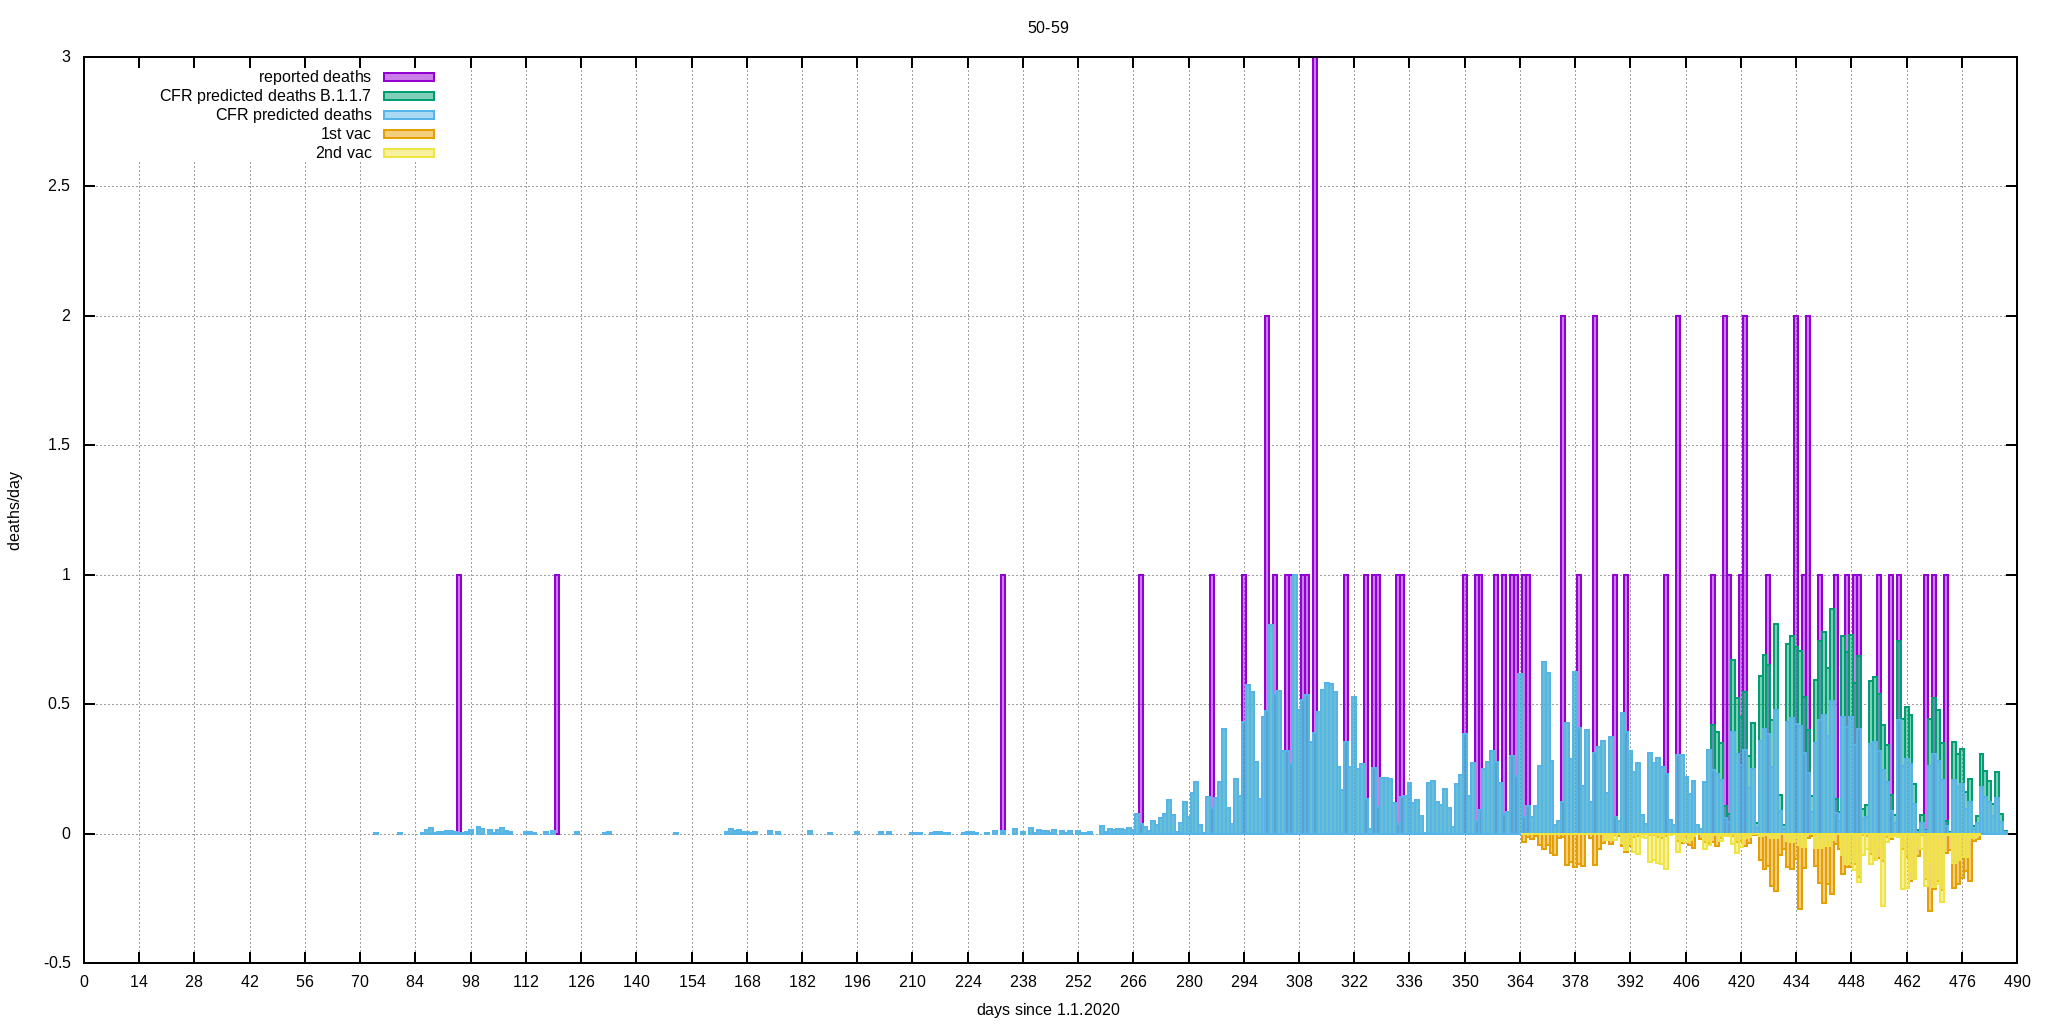 50-59
reported deaths
CFR predicted deaths B.1.1.7
CFR predicted deaths
1st vac
2nd vac
3
2.5
2
1.5
1
0.5
0
-0.5
deaths/day
0 14 28 42 56 70 84 98 112 126 140 154 168 182 196 210 224 238 252 266 280 294 308 322 336 350 364 378 392 406 420 434 448 462 476 490
days since 1.1.2020